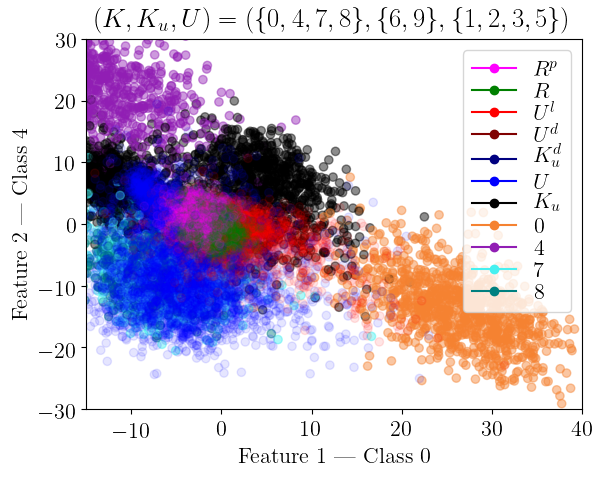 (K, K_u, U) = ({0, 4, 7, 8}, {6, 9}, {1, 2, 3, 5})
30
20
10
0
−10
−20
−30
Feature 2 — Class 4
R^p
R
U^l
U^d
K_u^d
U
K_u
0
4
7
8
−10
0
10
20
30
40
Feature 1 — Class 0